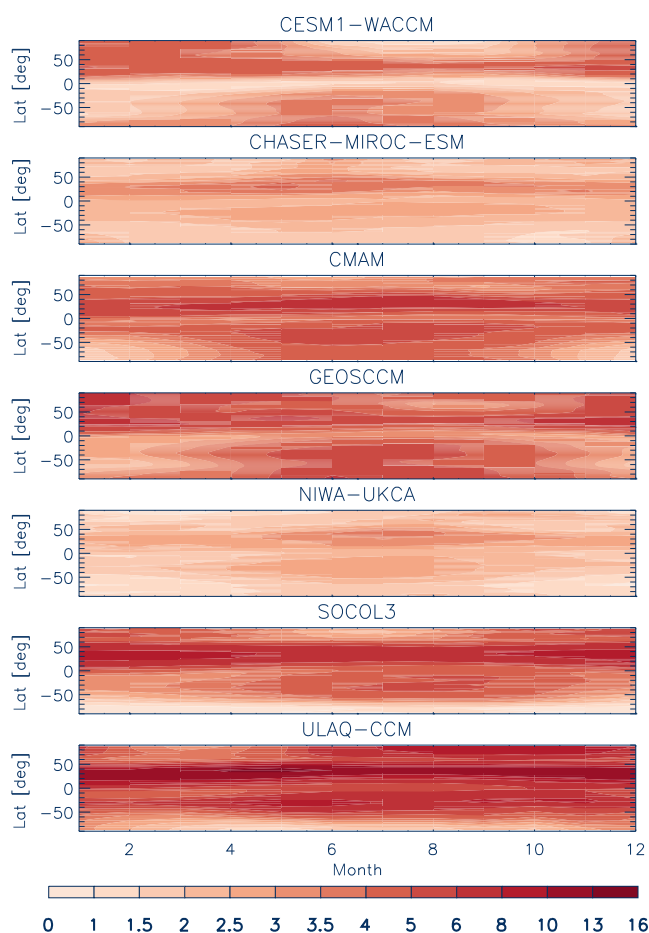 CESM1-WACCM
Lat [deg]
50
0
-50
CHASER-MIROC-ESM
Lat [deg]
50
0
-50
CMAM
Lat [deg]
50
0
-50
GEOSCCM
Lat [deg]
50
0
-50
NIWA-UKCA
Lat [deg]
50
0
-50
SOCOL3
Lat [deg]
50
0
-50
ULAQ-CCM
Lat [deg]
50
0
-50
2 4 6 8 10 12
Month
0 1 1.5 2 2.5 3 3.5 4 5 6 8 10 13 16